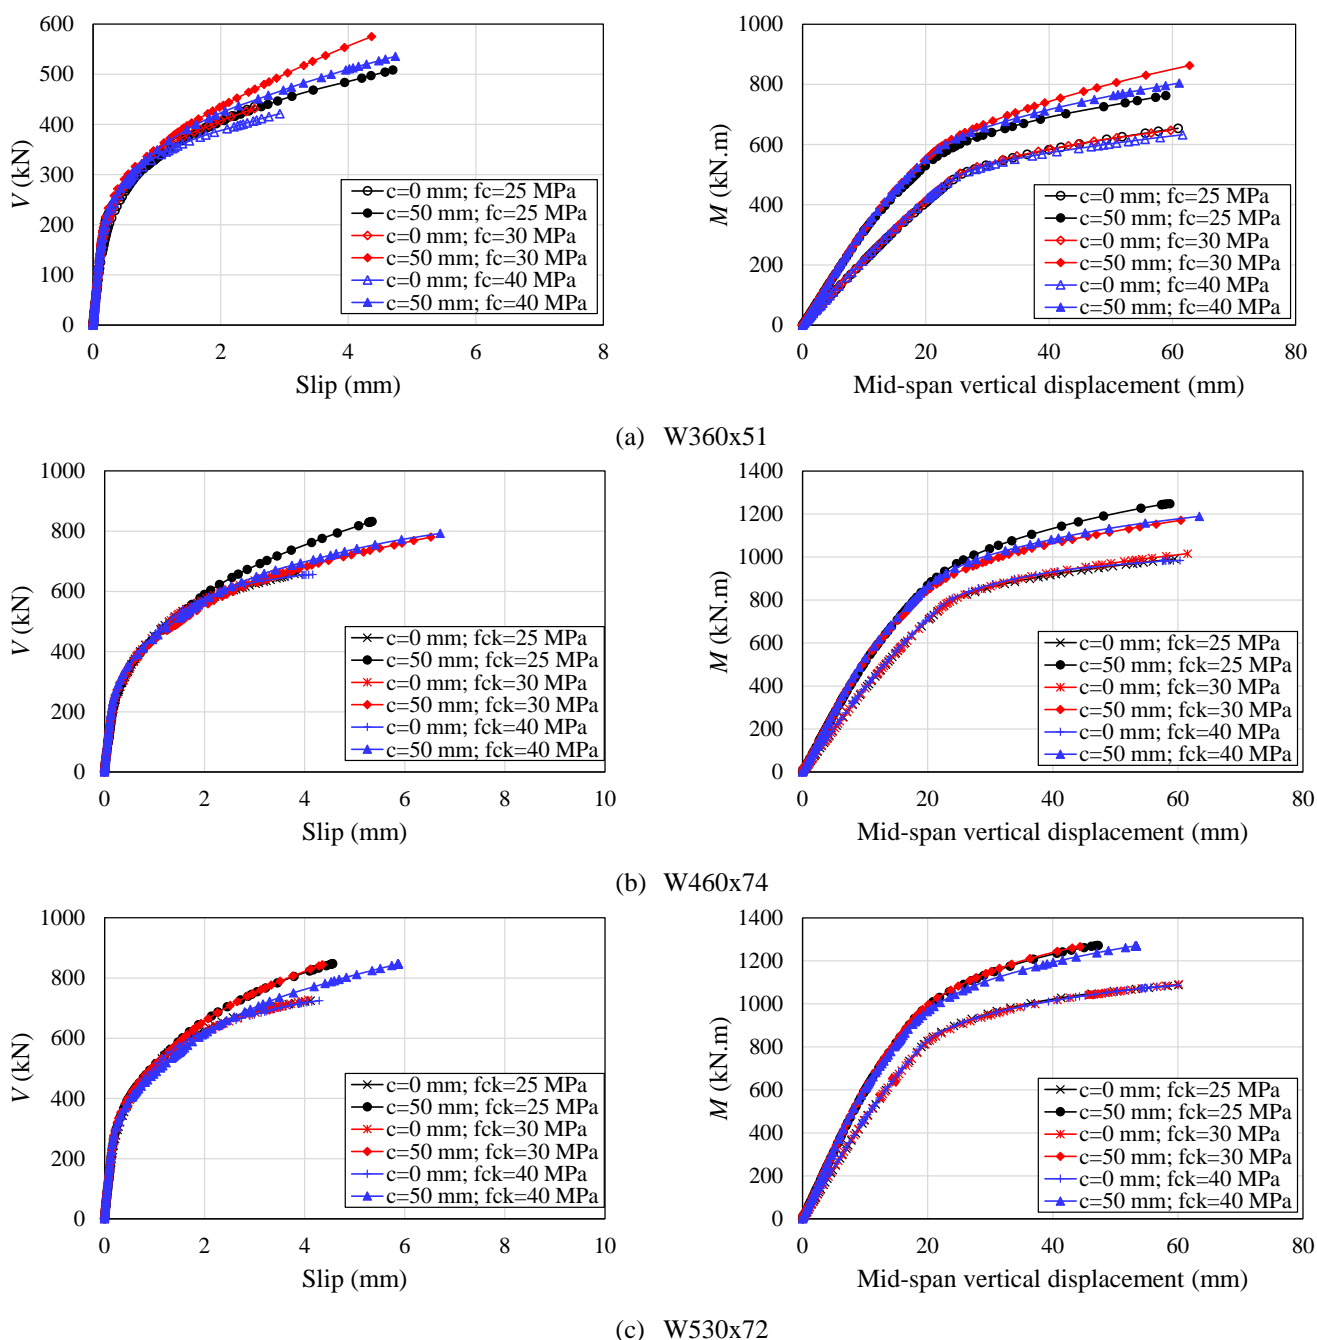 600
500
400
300
200
100
0
V (kN)
0 2 4 6 8
Slip (mm)
c=0 mm; fc=25 MPa
c=50 mm; fc=25 MPa
c=0 mm; fc=30 MPa
c=50 mm; fc=30 MPa
c=0 mm; fc=40 MPa
c=50 mm; fc=40 MPa
1000
800
600
400
200
0
M (kN.m)
0 20 40 60 80
Mid-span vertical displacement (mm)
c=0 mm; fc=25 MPa
c=50 mm; fc=25 MPa
c=0 mm; fc=30 MPa
c=50 mm; fc=30 MPa
c=0 mm; fc=40 MPa
c=50 mm; fc=40 MPa
(a) W360x51
1000
800
600
400
200
0
V (kN)
0 2 4 6 8 10
Slip (mm)
c=0 mm; fck=25 MPa
c=50 mm; fck=25 MPa
c=0 mm; fck=30 MPa
c=50 mm; fck=30 MPa
c=0 mm; fck=40 MPa
c=50 mm; fck=40 MPa
1400
1200
1000
800
600
400
200
0
M (kN.m)
0 20 40 60 80
Mid-span vertical displacement (mm)
c=0 mm; fck=25 MPa
c=50 mm; fck=25 MPa
c=0 mm; fck=30 MPa
c=50 mm; fck=30 MPa
c=0 mm; fck=40 MPa
c=50 mm; fck=40 MPa
(b) W460x74
1000
800
600
400
200
0
V (kN)
0 2 4 6 8 10
Slip (mm)
c=0 mm; fck=25 MPa
c=50 mm; fck=25 MPa
c=0 mm; fck=30 MPa
c=50 mm; fck=30 MPa
c=0 mm; fck=40 MPa
c=50 mm; fck=40 MPa
1400
1200
1000
800
600
400
200
0
M (kN.m)
0 20 40 60 80
Mid-span vertical displacement (mm)
c=0 mm; fck=25 MPa
c=50 mm; fck=25 MPa
c=0 mm; fck=30 MPa
c=50 mm; fck=30 MPa
c=0 mm; fck=40 MPa
c=50 mm; fck=40 MPa
(c) W530x72